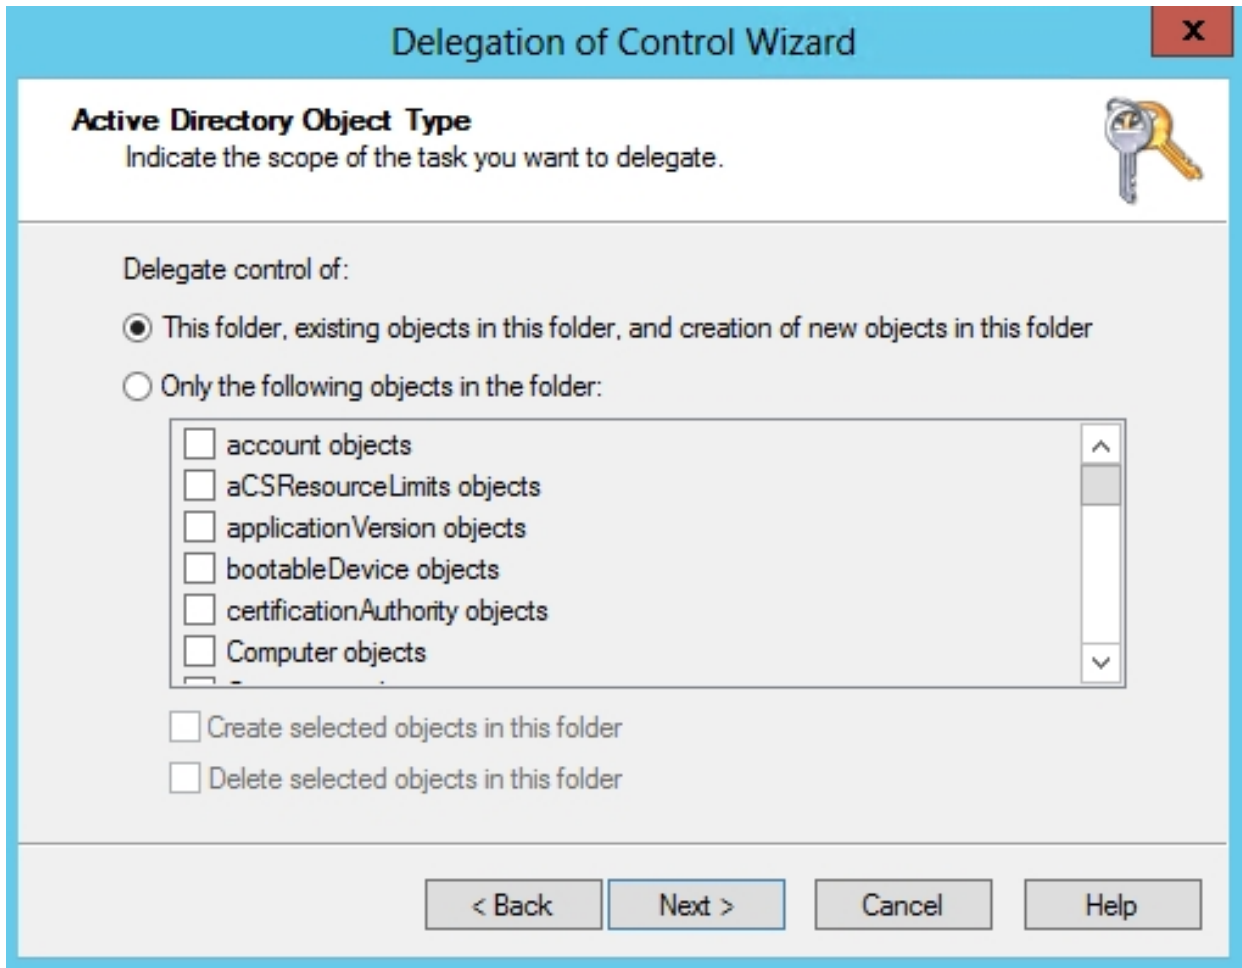 Delegation of Control Wizard
x
Active Directory Object Type
Indicate the scope of the task you want to delegate.
Delegate control of:
This folder, existing objects in this folder, and creation of new objects in this folder
Only the following objects in the folder:
account objects
aCSResourceLimits objects
applicationVersion objects
bootableDevice objects
certificationAuthority objects
Computer objects
Create selected objects in this folder
Delete selected objects in this folder
< Back Next > Cancel Help